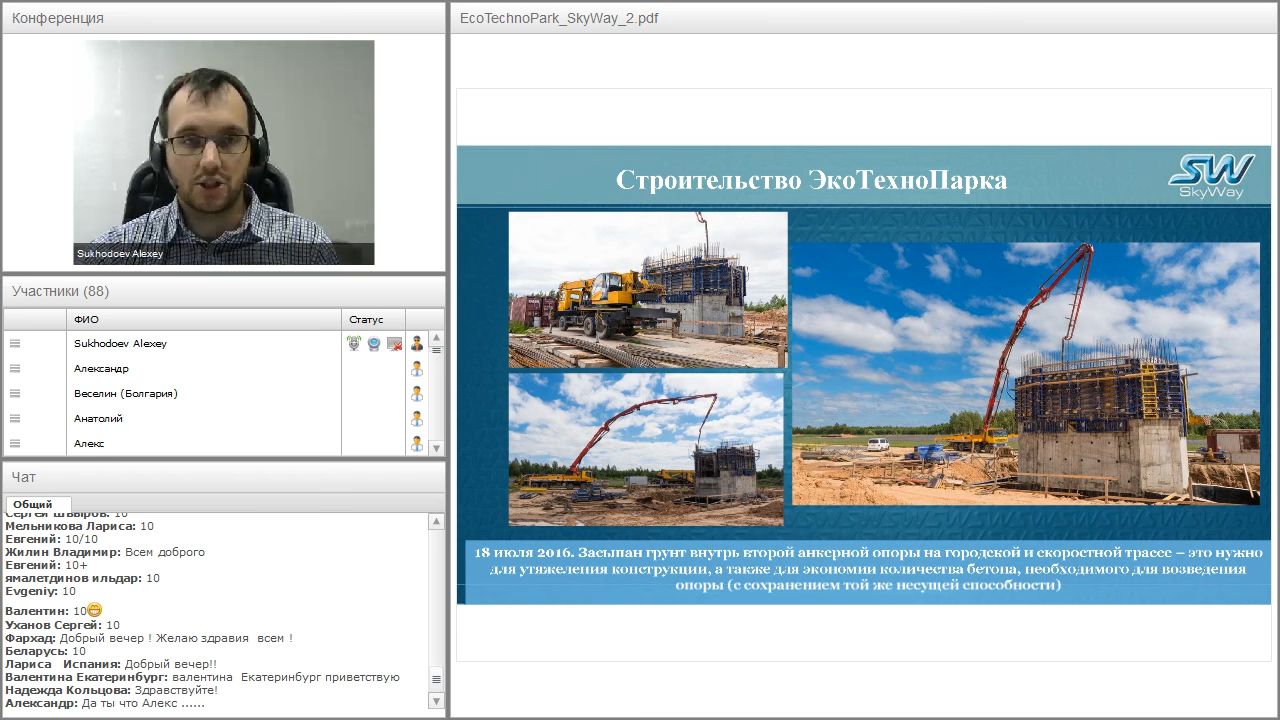 Конференция
Sukhodoev Alexey
Участники (88)
ФИО
Статус
Sukhodoev Alexey
Александр
Веселин (Болгария)
Анатолий
Алекс
Чат
Общий
Сергей Швыров: 10
Мельникова Лариса: 10
Евгений: 10/10
Жилин Владимир: Всем доброго
Евгений: 10+
ямалетдинов ильдар: 10
Evgeniy: 10
Валентин: 10
Уханов Сергей: 10
Фархад: Добрый вечер ! Желаю здравия всем !
Беларусь: 10
Лариса Испания: Добрый вечер!!
Валентина Екатеринбург: валентина Екатеринбург приветствую
Надежда Кольцова: Здравствуйте!
Александр: Да ты что Алекс ......
EcoTechnoPark_SkyWay_2.pdf
Строительство ЭкоТехноПарка
SW
SkyWay
18 июля 2016. Засыпан грунт внутрь второй анкерной опоры на городской и скоростной трассе – это нужно
для утяжеления конструкции, а также для экономии количества бетона, необходимого для возведения
опоры (с сохранением той же несущей способности)